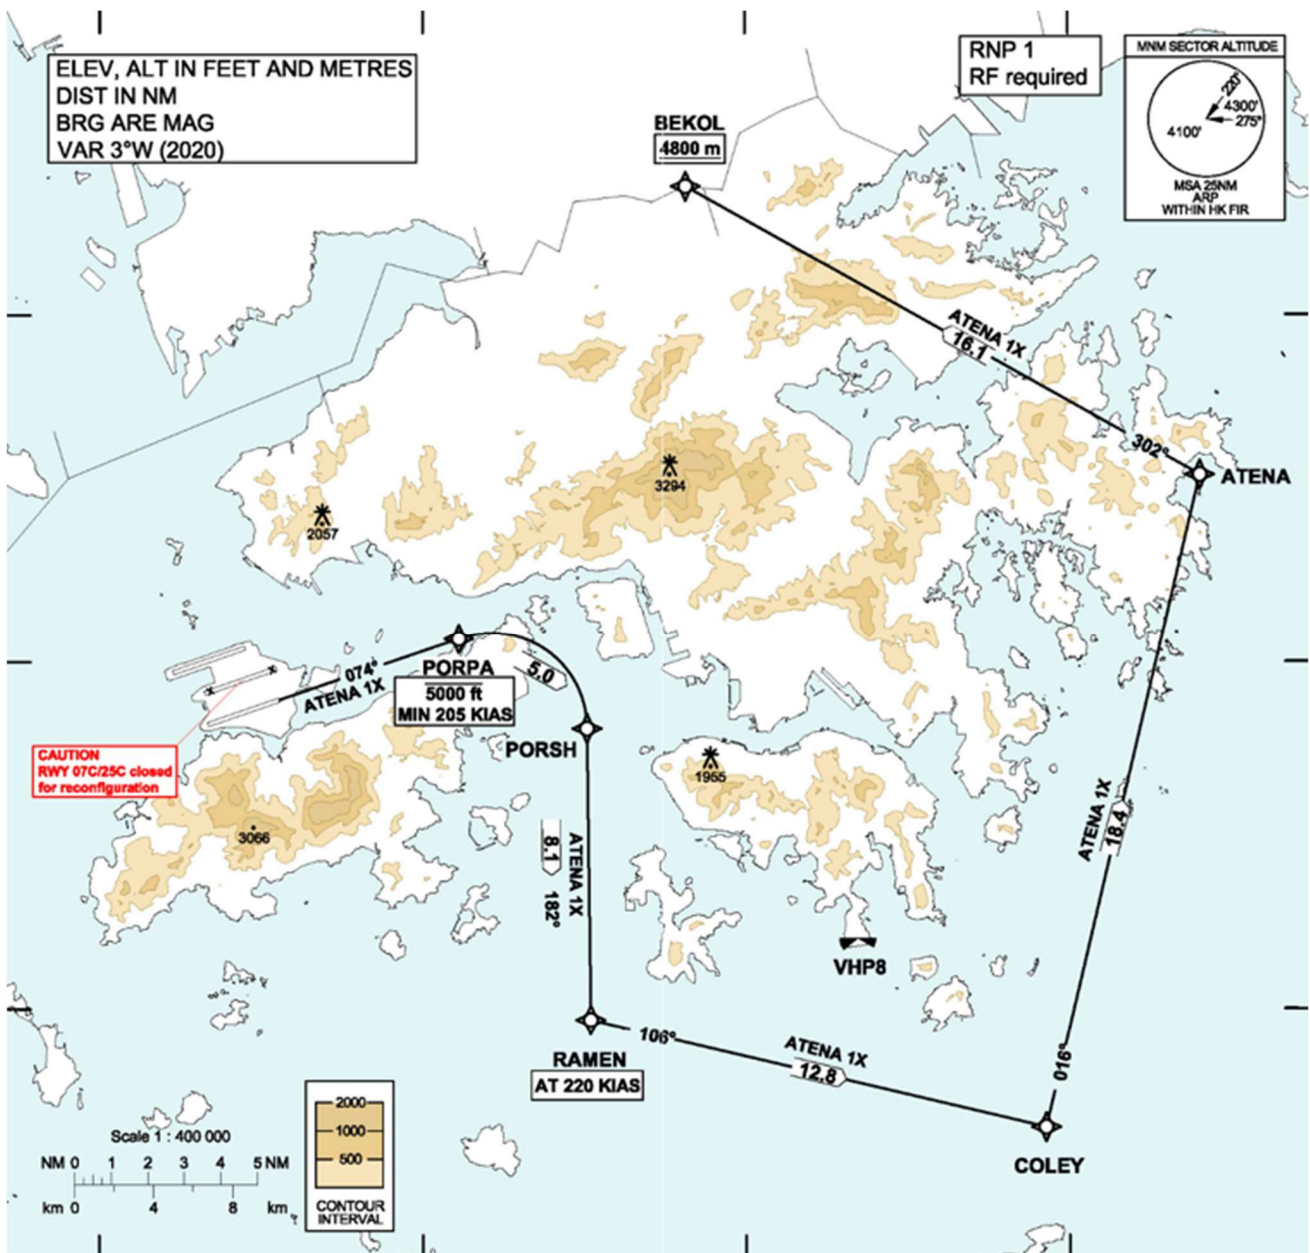 ELEV, ALT IN FEET AND METRES
DIST IN NM
BRG ARE MAG
VAR 3°W (2020)
RNP 1
RF required
MNM SECTOR ALTITUDE
220°
4300'
275°
4100'
MSA 25NM
ARP
WITHIN HK FIR
BEKOL
4800 m
ATENA 1X
16.1
302°
ATENA
3294
2057
074°
ATENA 1X
PORPA
5000 ft
MIN 205 KIAS
5.0
PORSH
CAUTION
RWY 07C/25C closed
for reconfiguration
1955
3066
ATENA 1X
8.1
182°
ATENA 1X
18.4
VHP8
RAMEN
AT 220 KIAS
106°
ATENA 1X
12.8
016°
COLEY
2000
1000
500
CONTOUR
INTERVAL
Scale 1 : 400 000
NM 0 1 2 3 4 5 NM
km 0 4 8 km